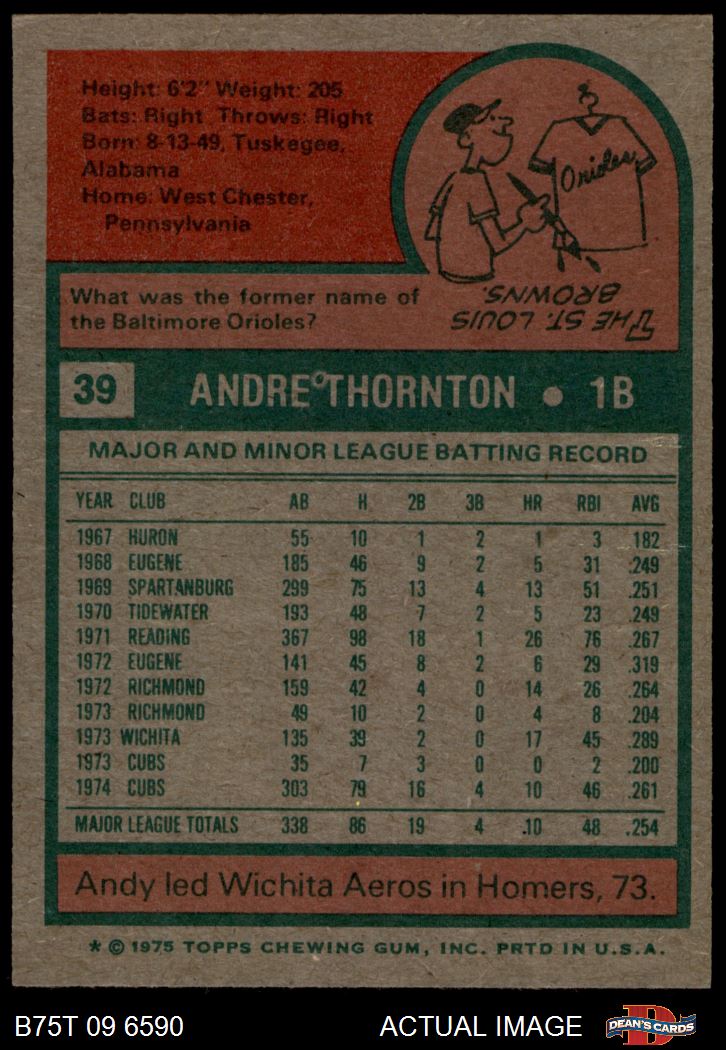 Height: 6'2" Weight: 205
Bats: Right Throws: Right
Born: 8-13-49, Tuskegee,
Alabama
Home: West Chester,
Pennsylvania
Orioles
What was the former name of
the Baltimore Orioles?
THE ST. LOUIS
BROWNS.
39 ANDRE THORNTON • 1B
MAJOR AND MINOR LEAGUE BATTING RECORD
YEAR CLUB AB H 2B 3B HR RBI AVG
1967 HURON 55 10 1 2 1 3 .182
1968 EUGENE 185 46 9 2 5 31 .249
1969 SPARTANBURG 299 75 13 4 13 51 .251
1970 TIDEWATER 193 48 7 2 5 23 .249
1971 READING 367 98 18 1 26 76 .267
1972 EUGENE 141 45 8 2 6 29 .319
1972 RICHMOND 159 42 4 0 14 26 .264
1973 RICHMOND 49 10 2 0 4 8 .204
1973 WICHITA 135 39 2 0 17 45 .289
1973 CUBS 35 7 3 0 0 2 .200
1974 CUBS 303 79 16 4 10 46 .261
MAJOR LEAGUE TOTALS 338 86 19 4 .10 48 .254
Andy led Wichita Aeros in Homers, 73.
* © 1975 TOPPS CHEWING GUM, INC. PRTD IN U.S.A.
B75T 09 6590 ACTUAL IMAGE D DEAN'S CARDS